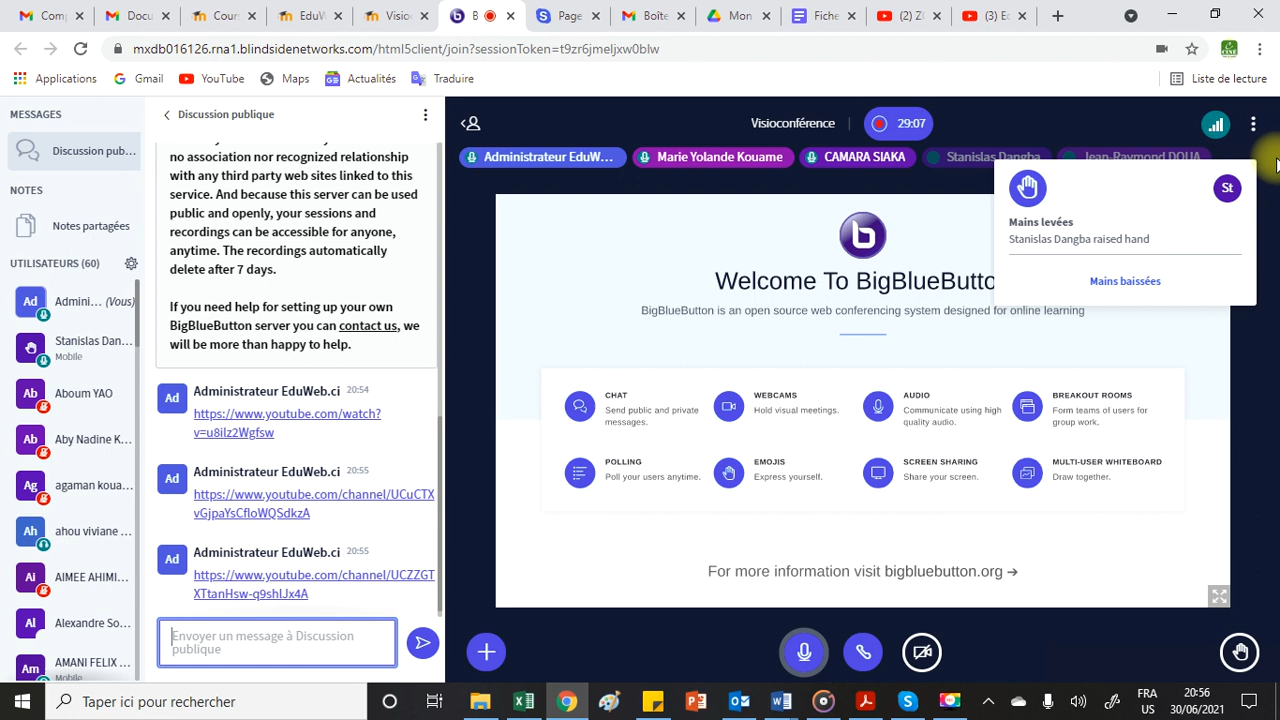 M Com
Docu
Cour
EduW
Visio
B
Page
Boîte
Mon
Fiche
(2) Z
(3) E
mxdb016126.rna1.blindsidenetworks.com/html5client/join?sessionToken=t9zr6jmeljxw0blw
Applications
Gmail
YouTube
Maps
Actualités
Traduire
Liste de lecture
MESSAGES
Discussion pub...
NOTES
Notes partagées
UTILISATEURS (60)
Ad Admini... (Vous)
Stanislas Dan...
Mobile
Ab Aboum YAO
Ab Aby Nadine K...
Ag agaman koua...
Ah ahou viviane ...
Ai AIMEE AHIMI...
Al Alexandre So...
Am AMANI FELIX ...
Discussion publique
no association nor recognized relationship
with any third party web sites linked to this
service. And because this server can be used
public and openly, your sessions and
recordings can be accessible for anyone,
anytime. The recordings automatically
delete after 7 days.
If you need help for setting up your own
BigBlueButton server you can contact us, we
will be more than happy to help.
Ad Administrateur EduWeb.ci 20:54
https://www.youtube.com/watch?
v=u8ilz2Wgfsw
Ad Administrateur EduWeb.ci 20:55
https://www.youtube.com/channel/UCuCTX
vGjpaYsCfloWQSdkzA
Ad Administrateur EduWeb.ci 20:55
https://www.youtube.com/channel/UCZZGT
XTtanHsw-q9shlJx4A
Envoyer un message à Discussion
publique
Visioconférence
29:07
Administrateur EduW...
Marie Yolande Kouame
CAMARA SIAKA
Stanislas Dangba
Jean-Raymond DOUA
St
Mains levées
Stanislas Dangba raised hand
Mains baissées
b
Welcome To BigBlueButto
BigBlueButton is an open source web conferencing system designed for online learning
CHAT
Send public and private
messages.
WEBCAMS
Hold visual meetings.
AUDIO
Communicate using high
quality audio.
BREAKOUT ROOMS
Form teams of users for
group work.
POLLING
Poll your users anytime.
EMOJIS
Express yourself.
SCREEN SHARING
Share your screen.
MULTI-USER WHITEBOARD
Draw together.
For more information visit bigbluebutton.org →
Taper ici pour rechercher
FRA
US
20:56
30/06/2021